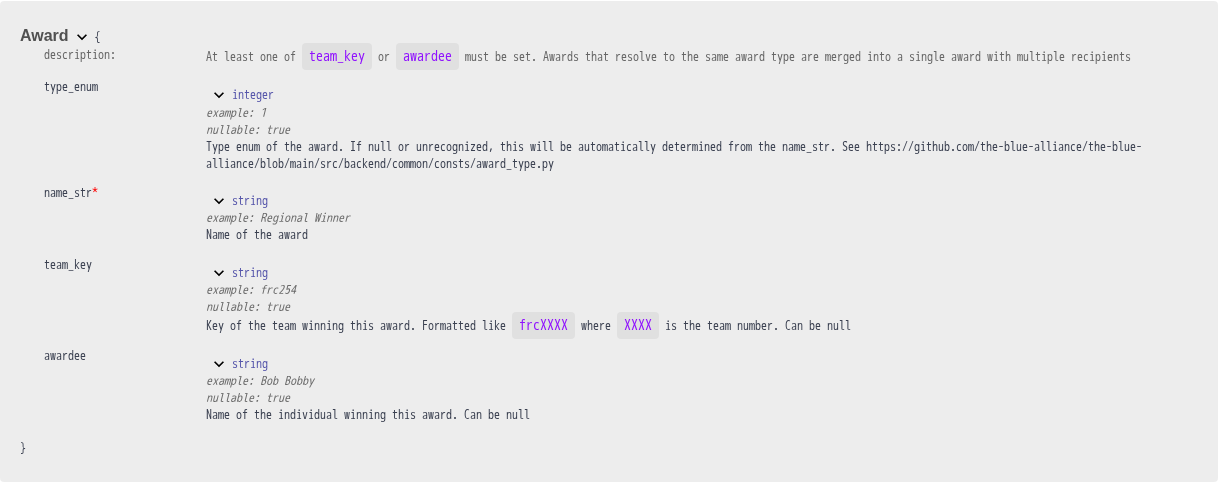 Award {
description: At least one of team_key or awardee must be set. Awards that resolve to the same award type are merged into a single award with multiple recipients
type_enum integer
example: 1
nullable: true
Type enum of the award. If null or unrecognized, this will be automatically determined from the name_str. See https://github.com/the-blue-alliance/the-blue-
alliance/blob/main/src/backend/common/consts/award_type.py
name_str* string
example: Regional Winner
Name of the award
team_key string
example: frc254
nullable: true
Key of the team winning this award. Formatted like frcXXXX where XXXX is the team number. Can be null
awardee string
example: Bob Bobby
nullable: true
Name of the individual winning this award. Can be null
}